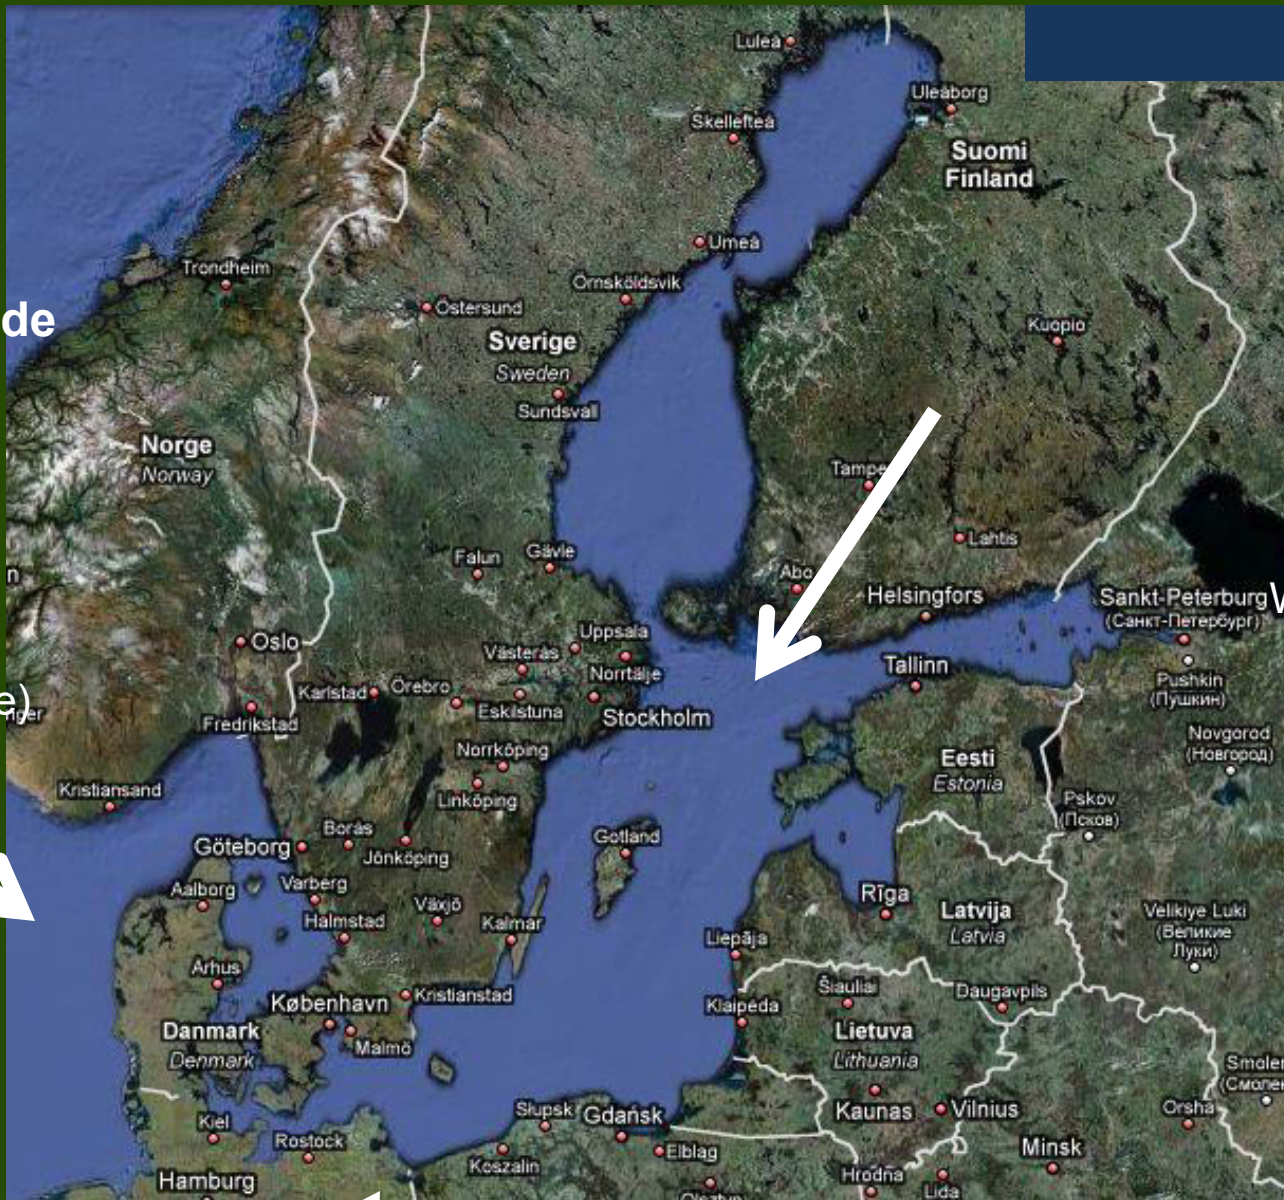 Luleå
Uleåborg
Skellefteå
Suomi
Finland
Umeå
Trondheim
Örnsköldsvik
Östersund
de
Kuopio
Sverige
Sweden
Sundsvall
Norge
Norway
Tampe
Lahtis
Falun
Gävle
Åbo
n
Helsingfors
Sankt-Peterburg
(Санкт-Петербург)
Oslo
Uppsala
Västerås
Norrtälje
Tallinn
Pushkin
(Пушкин)
Karlstad
Örebro
e)
Fredrikstad
Eskilstuna
Stockholm
Novgorod
(Новгород)
Norrköping
Eesti
Estonia
Kristiansand
Linköping
Pskov
(Псков)
Göteborg
Borås
Jönköping
Gotland
Aalborg
Varberg
Halmstad
Växjö
Kalmar
Rīga
Latvija
Latvia
Velikiye Luki
(Великие
Луки)
Liepāja
Århus
København
Kristianstad
Šiauliai
Daugavpils
Klaipėda
Danmark
Denmark
Malmö
Lietuva
Lithuania
Smoler
(Смолен
Kiel
Słupsk
Gdańsk
Kaunas
Vilnius
Orsha
Rostock
Koszalin
Elbląg
Minsk
Hamburg
Hrodna
Lida